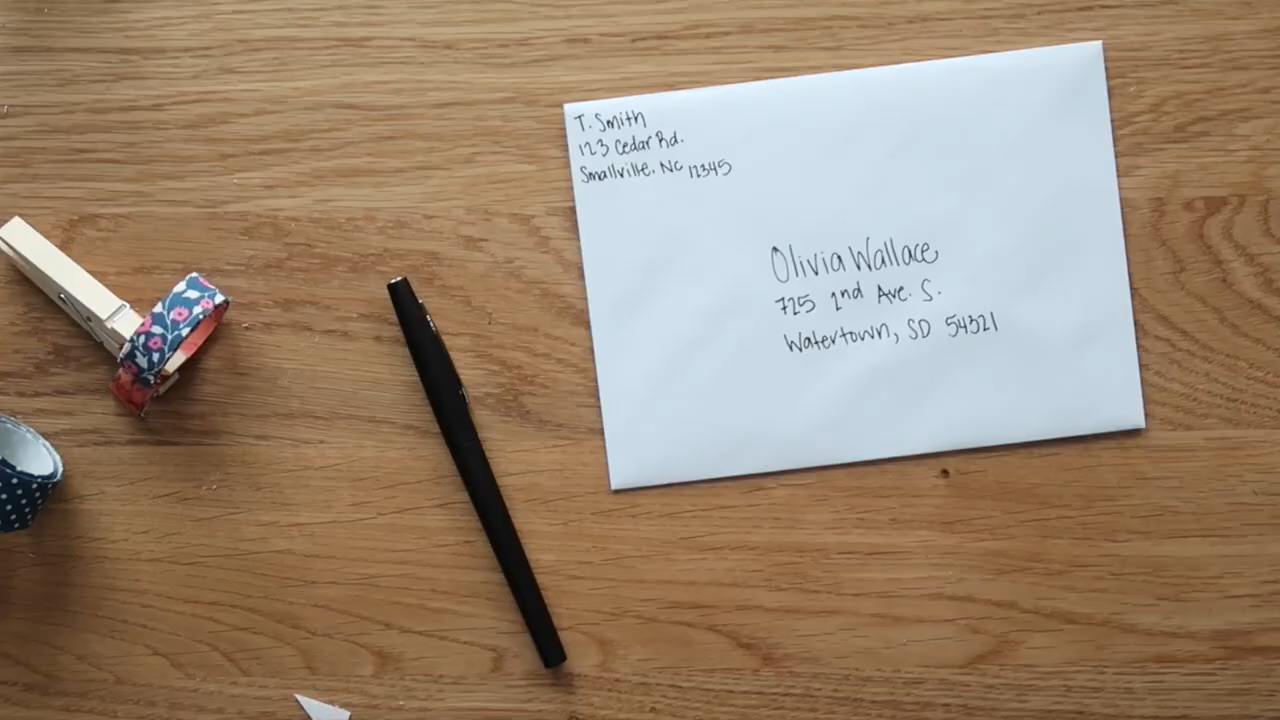 T. Smith
123 Cedar Rd.
Smallville, NC 12345
Olivia Wallace
725 2nd Ave. S.
Watertown, SD 54321